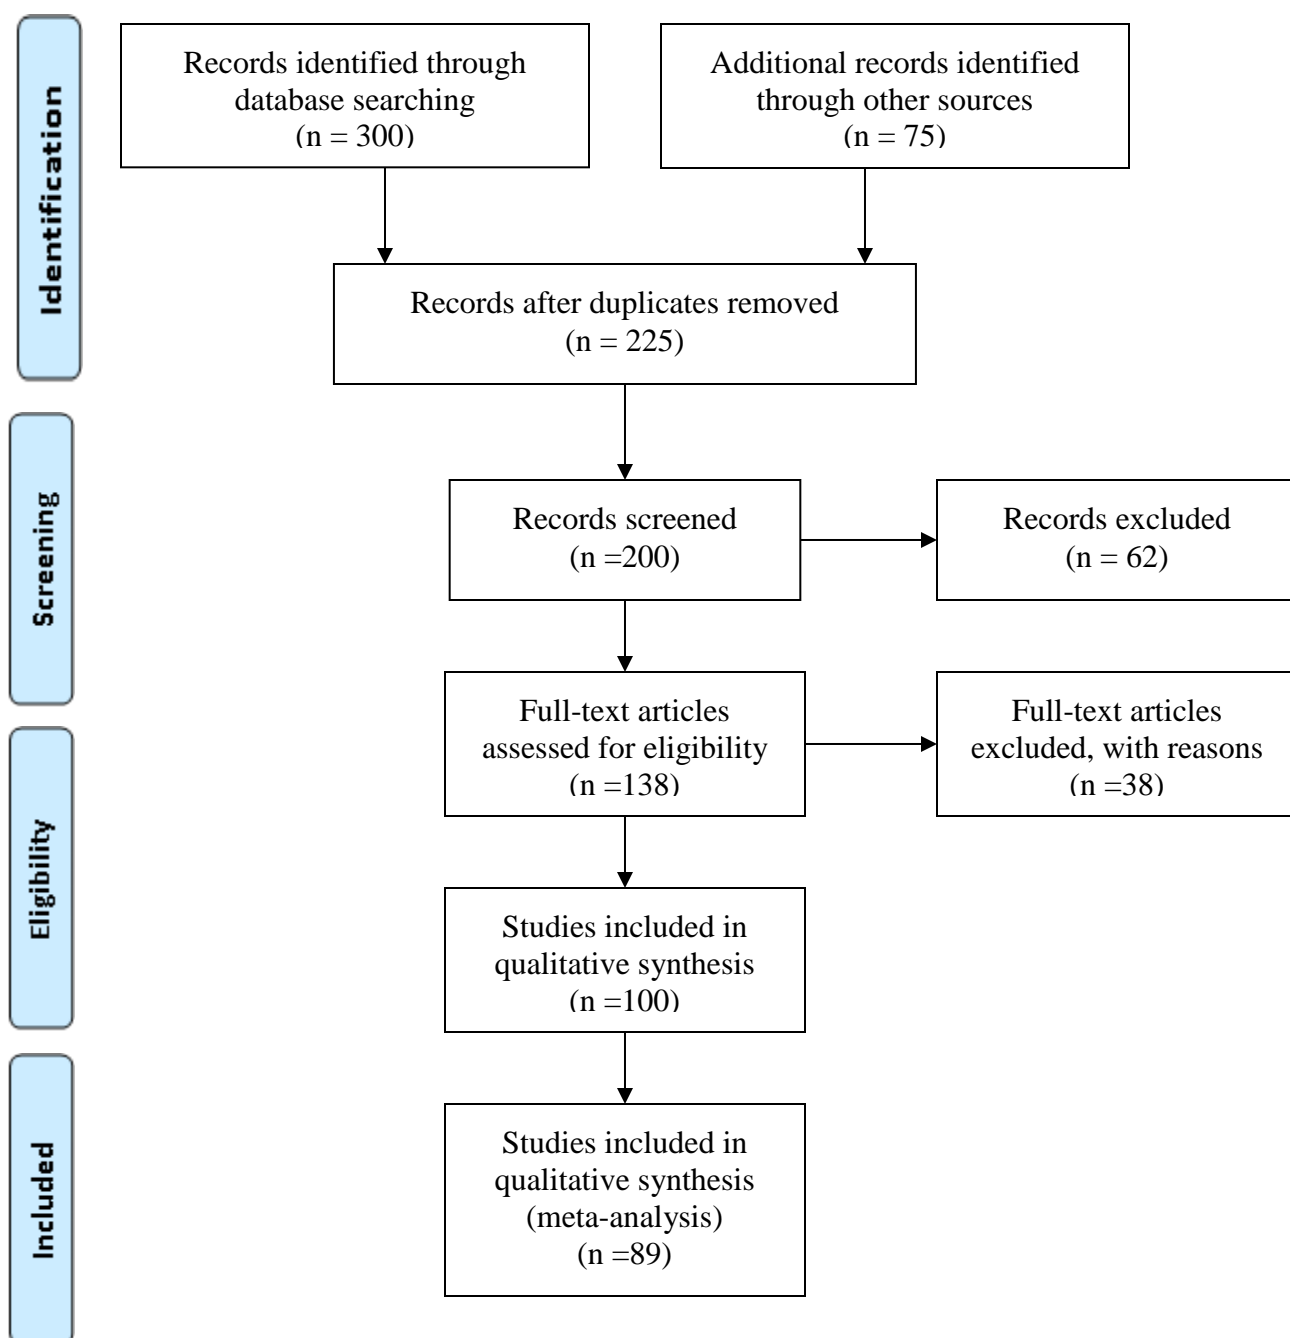 Identification
Records identified through
database searching
(n = 300)
Additional records identified
through other sources
(n = 75)
Records after duplicates removed
(n = 225)
Screening
Records screened
(n =200)
Records excluded
(n = 62)
Eligibility
Full-text articles
assessed for eligibility
(n =138)
Full-text articles
excluded, with reasons
(n =38)
Studies included in
qualitative synthesis
(n =100)
Included
Studies included in
qualitative synthesis
(meta-analysis)
(n =89)